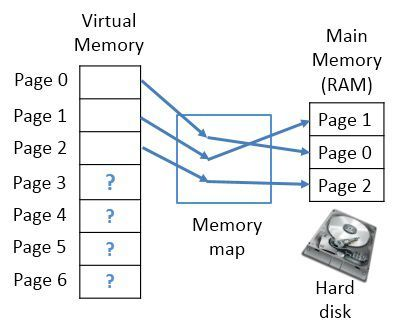 Virtual
Memory
Page 0
Page 1
Page 2
Page 3 ?
Page 4 ?
Page 5 ?
Page 6 ?
Memory
map
Main
Memory
(RAM)
Page 1
Page 0
Page 2
Hard
disk